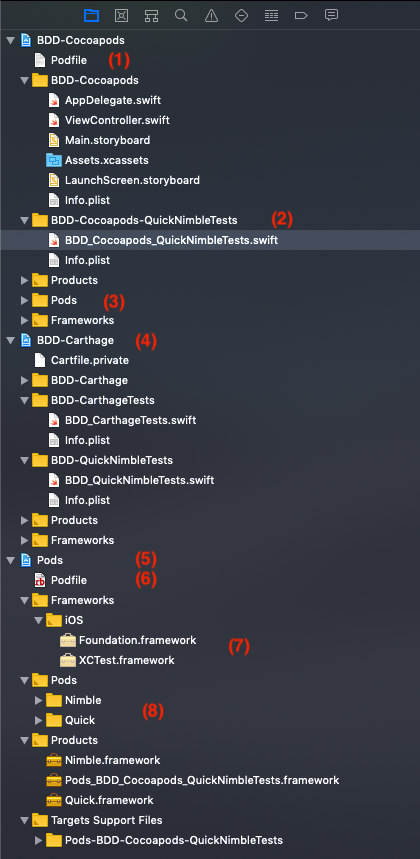 BDD-Cocoapods
Podfile (1)
BDD-Cocoapods
AppDelegate.swift
ViewController.swift
Main.storyboard
Assets.xcassets
LaunchScreen.storyboard
Info.plist
BDD-Cocoapods-QuickNimbleTests (2)
BDD_Cocoapods_QuickNimbleTests.swift
Info.plist
Products
Pods (3)
Frameworks
BDD-Carthage (4)
Cartfile.private
BDD-Carthage
BDD-CarthageTests
BDD_CarthageTests.swift
Info.plist
BDD-QuickNimbleTests
BDD_QuickNimbleTests.swift
Info.plist
Products
Frameworks
Pods (5)
rb Podfile (6)
Frameworks
iOS
Foundation.framework
(7)
XCTest.framework
Pods
Nimble
(8)
Quick
Products
Nimble.framework
Pods_BDD_Cocoapods_QuickNimbleTests.framework
Quick.framework
Targets Support Files
Pods-BDD-Cocoapods-QuickNimbleTests